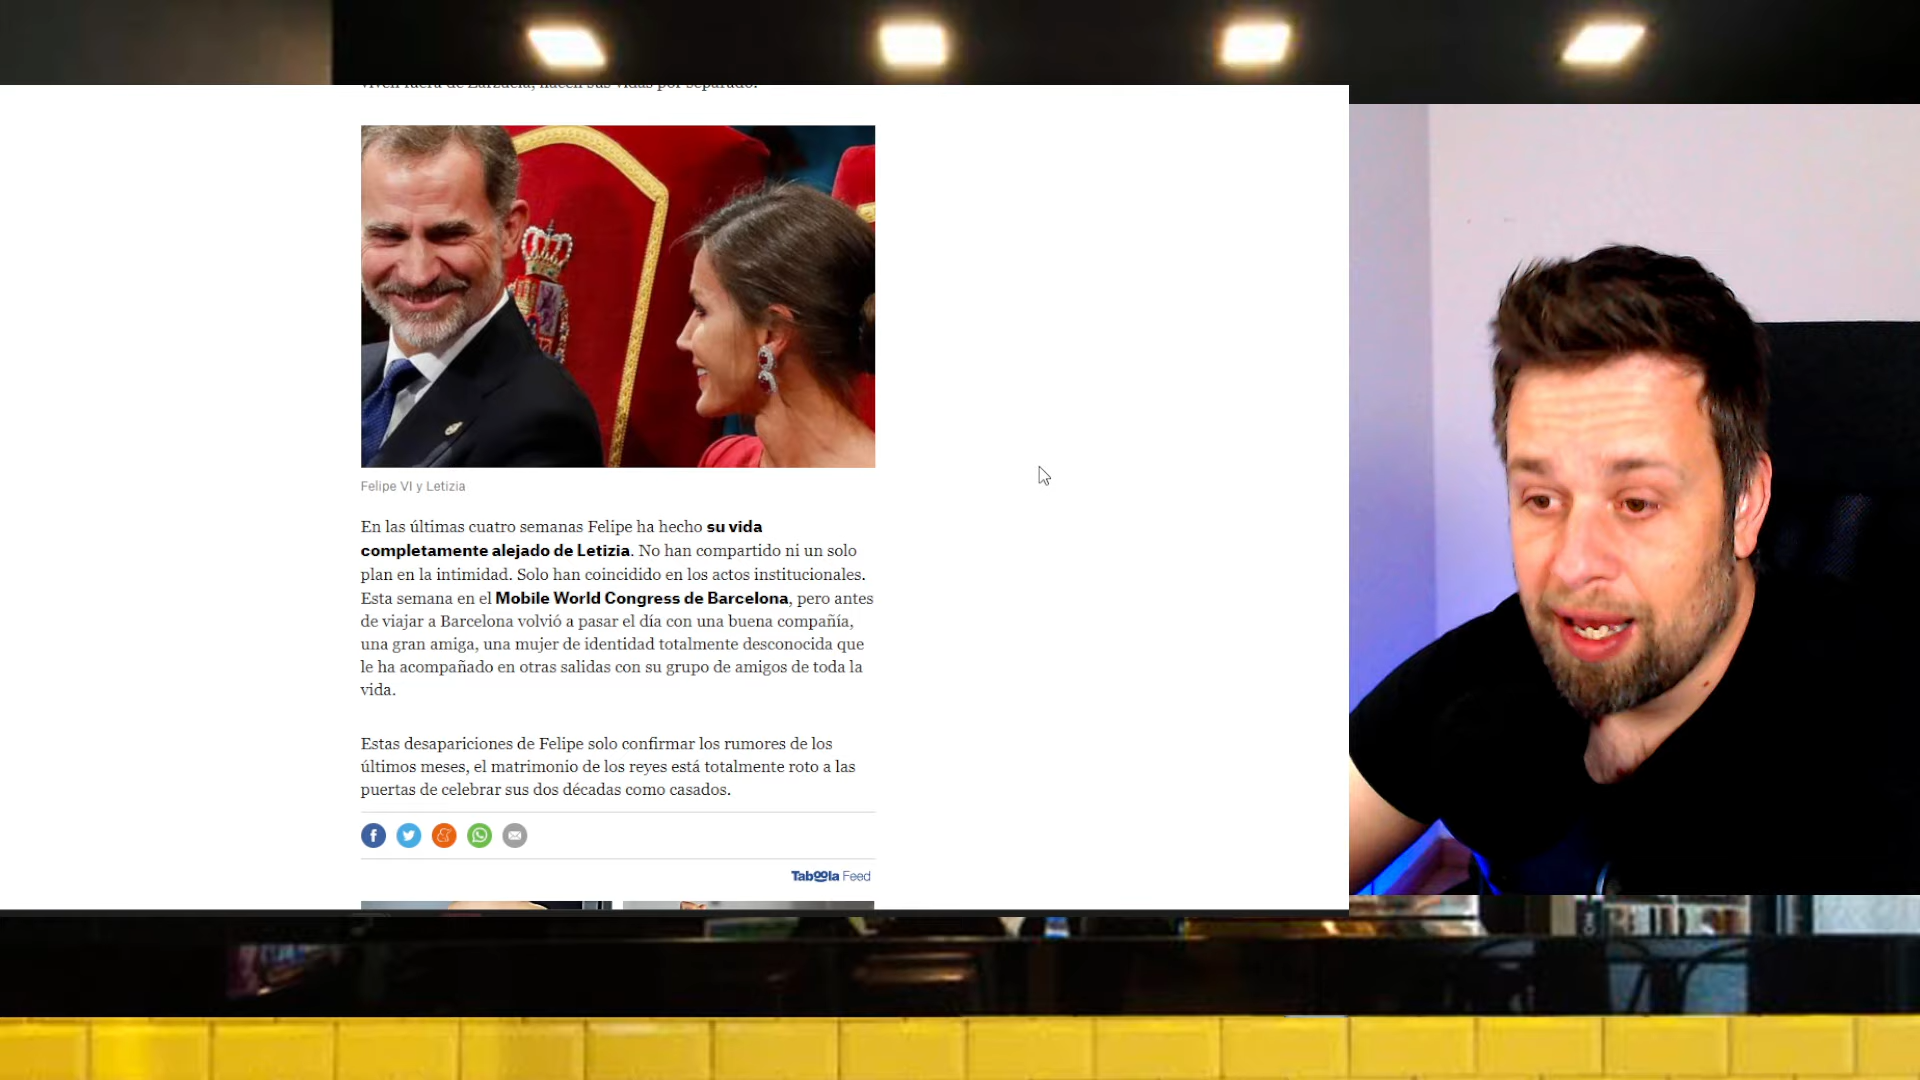 viven fuera de Zarzuela, hacen sus vidas por separado.
Felipe VI y Letizia
En las últimas cuatro semanas Felipe ha hecho su vida
completamente alejado de Letizia. No han compartido ni un solo
plan en la intimidad. Solo han coincidido en los actos institucionales.
Esta semana en el Mobile World Congress de Barcelona, pero antes
de viajar a Barcelona volvió a pasar el día con una buena compañía,
una gran amiga, una mujer de identidad totalmente desconocida que
le ha acompañado en otras salidas con su grupo de amigos de toda la
vida.
Estas desapariciones de Felipe solo confirmar los rumores de los
últimos meses, el matrimonio de los reyes está totalmente roto a las
puertas de celebrar sus dos décadas como casados.
Taboola Feed